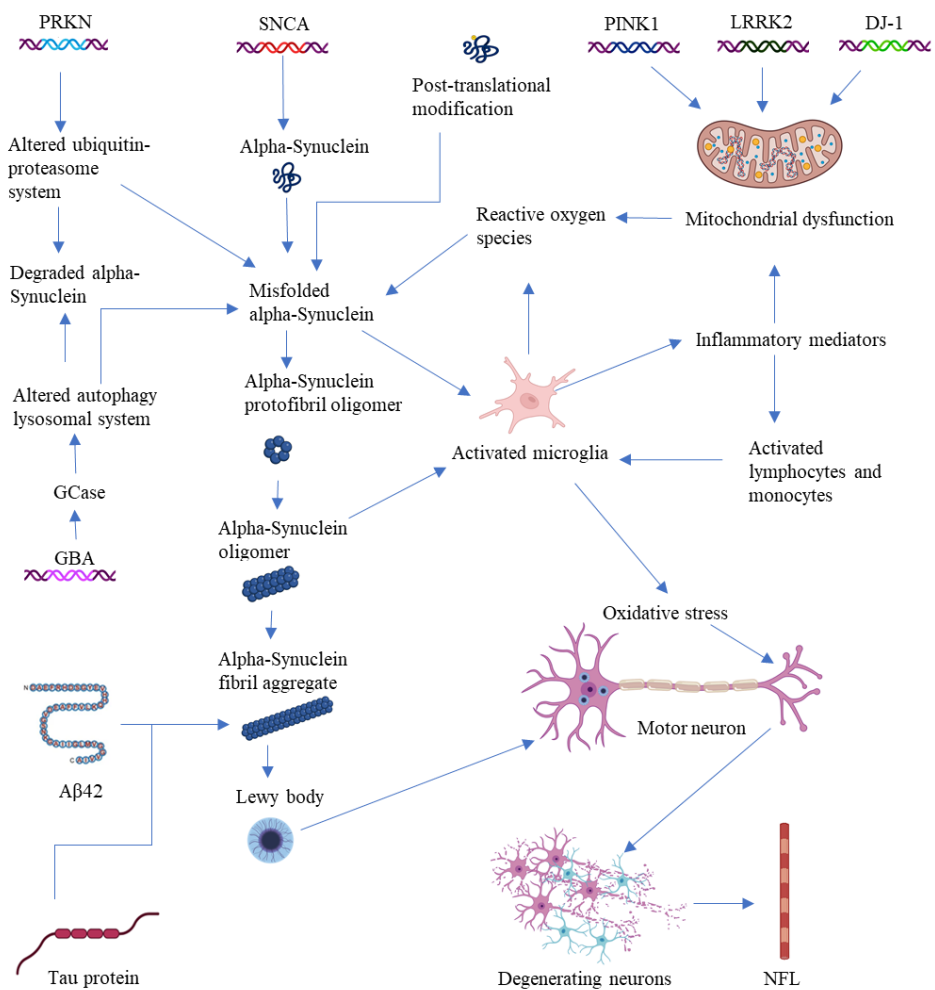 PRKN
SNCA
PINK1
LRRK2
DJ-1
Post-translational
modification
Altered ubiquitin-
proteasome
system
Alpha-Synuclein
Reactive oxygen
species
Mitochondrial dysfunction
Degraded alpha-
Synuclein
Misfolded
alpha-Synuclein
Inflammatory mediators
Alpha-Synuclein
protofibril oligomer
Altered autophagy
lysosomal system
Activated microglia
Activated
lymphocytes and
monocytes
GCase
Alpha-Synuclein
oligomer
GBA
Oxidative stress
Alpha-Synuclein
fibril aggregate
N
C
Motor neuron
Aβ42
Lewy body
Tau protein
Degenerating neurons
NFL